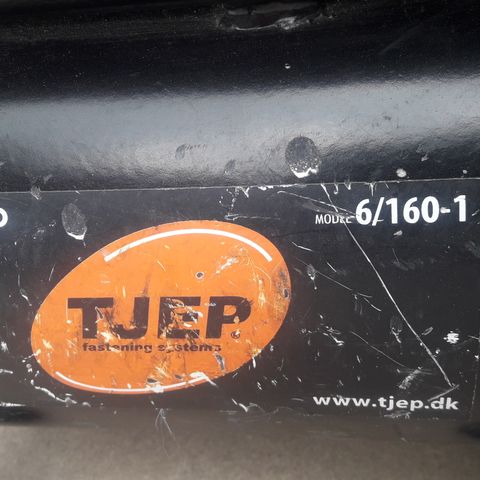 MODEL 6/160-1
TJEP
fastening systems
www.tjep.dk